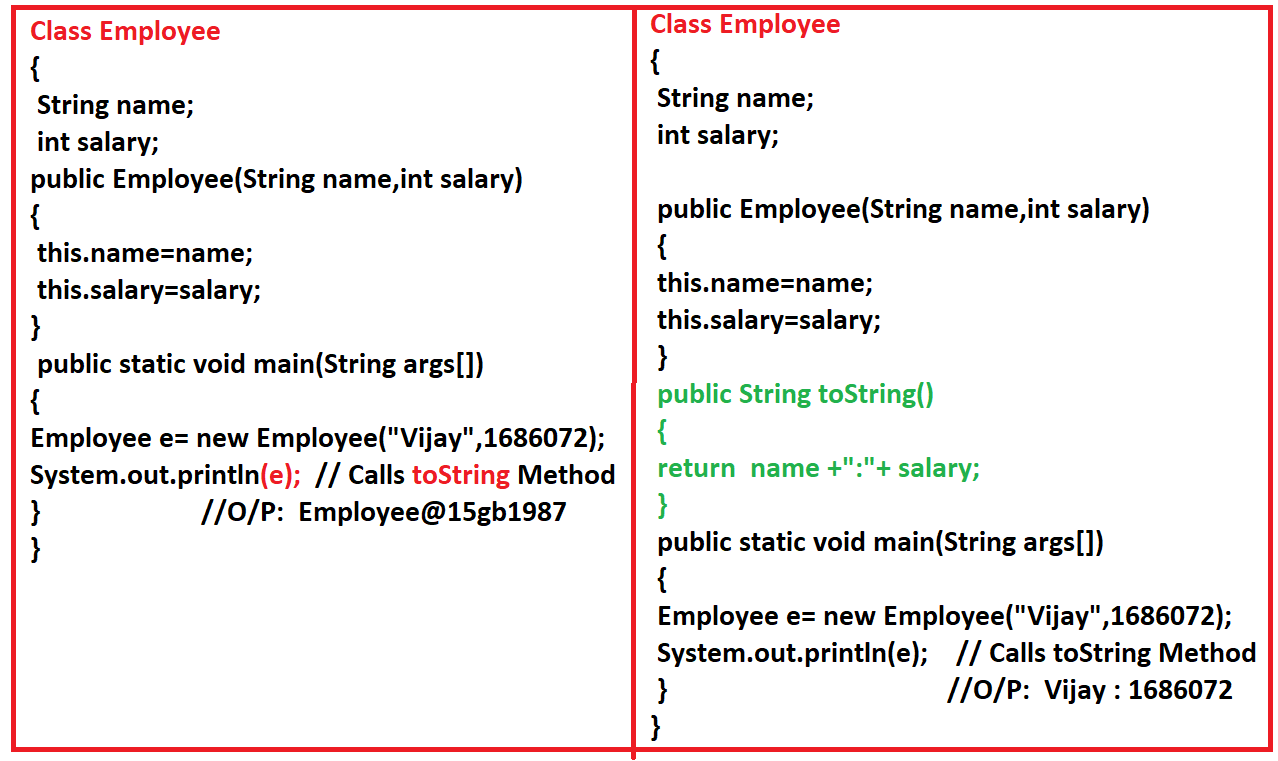 Class Employee
{
String name;
int salary;
public Employee(String name,int salary)
{
this.name=name;
this.salary=salary;
}
public static void main(String args[])
{
Employee e= new Employee("Vijay",1686072);
System.out.println(e);  // Calls toString Method
}                    //O/P:  Employee@15gb1987
}
Class Employee
{
String name;
int salary;
public Employee(String name,int salary)
{
this.name=name;
this.salary=salary;
}
public String toString()
{
return  name +":"+ salary;
}
public static void main(String args[])
{
Employee e= new Employee("Vijay",1686072);
System.out.println(e);    // Calls toString Method
}                                   //O/P:  Vijay : 1686072
}